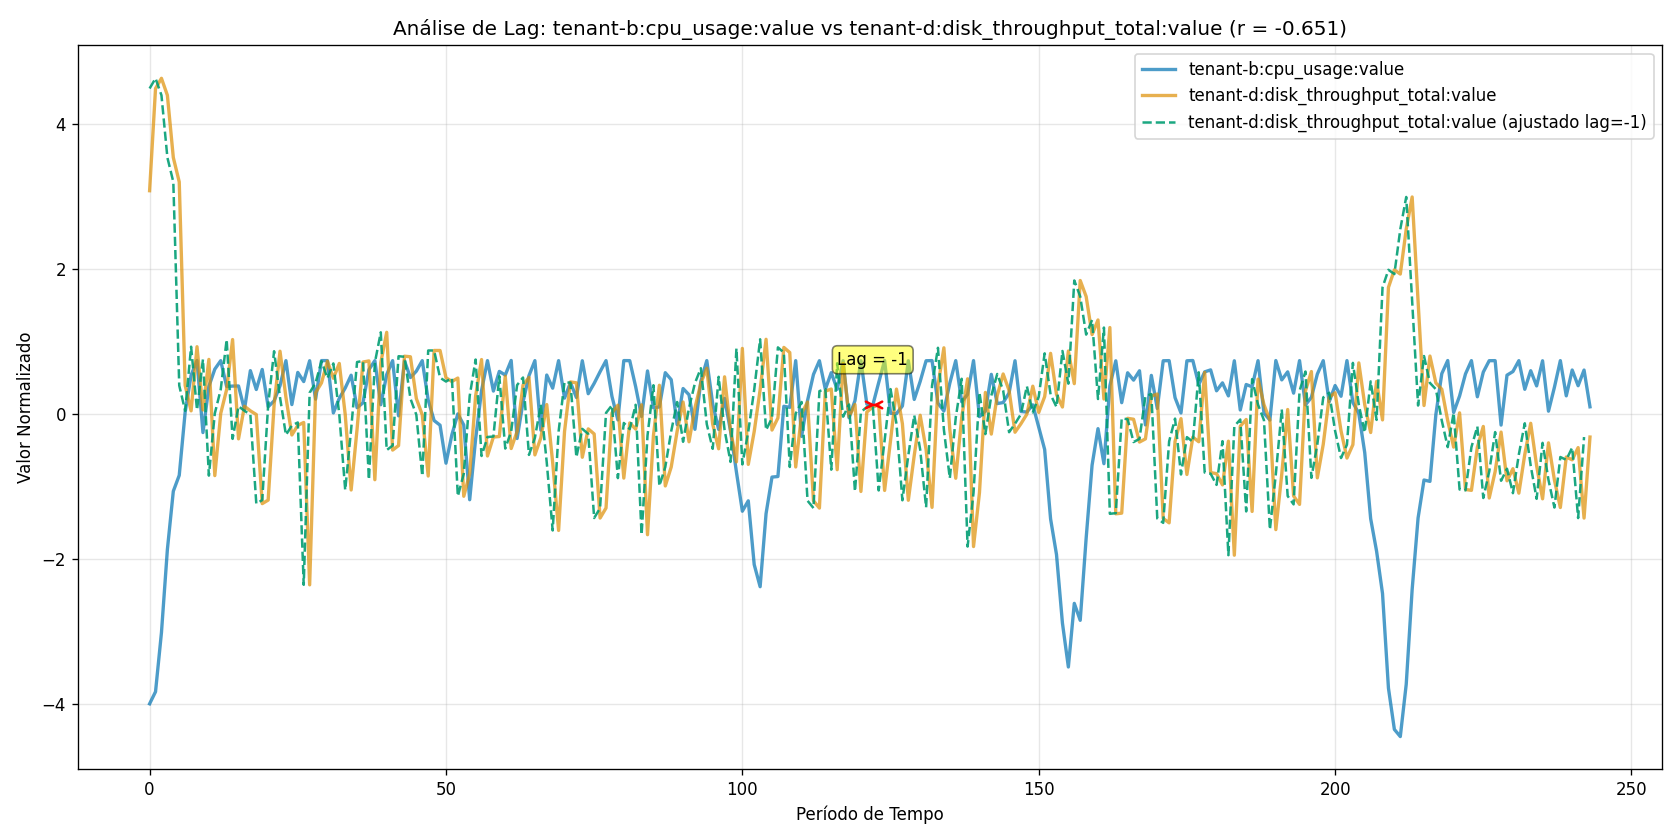 Análise de Lag: tenant-b:cpu_usage:value vs tenant-d:disk_throughput_total:value (r = -0.651)
tenant-b:cpu_usage:value
tenant-d:disk_throughput_total:value
tenant-d:disk_throughput_total:value (ajustado lag=-1)
Valor Normalizado
4
2
0
−2
−4
Lag = -1
0
50
100
150
200
250
Período de Tempo